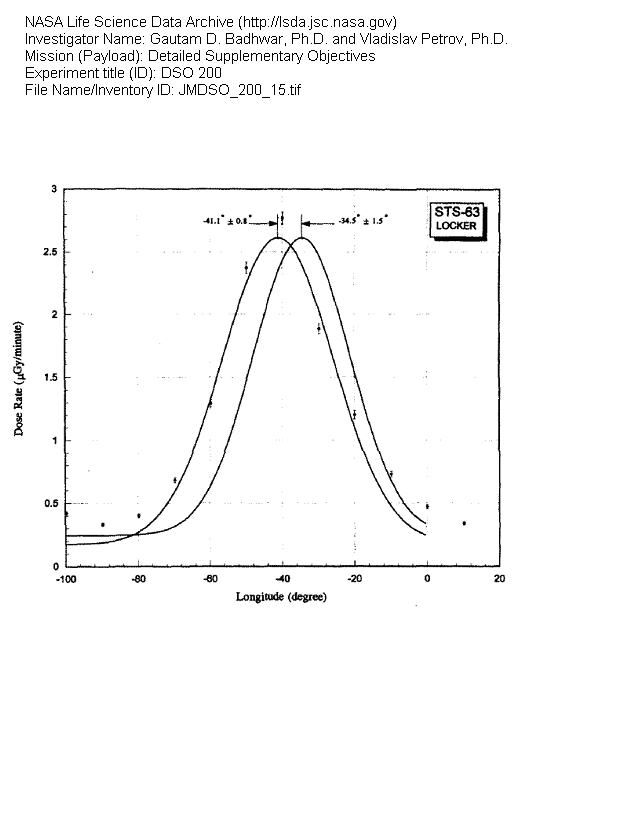 NASA Life Science Data Archive (http://lsda.jsc.nasa.gov)
Investigator Name: Gautam D. Badhwar, Ph.D. and Vladislav Petrov, Ph.D.
Mission (Payload): Detailed Supplementary Objectives
Experiment title (ID): DSO 200
File Name/Inventory ID: JMDSO_200_15.tif
3
-41.1° ± 0.8°
-34.5° ± 1.5°
STS-63
LOCKER
2.5
2
1.5
1
0.5
0
Dose Rate (µGy/minute)
-100 -80 -60 -40 -20 0 20
Longitude (degree)